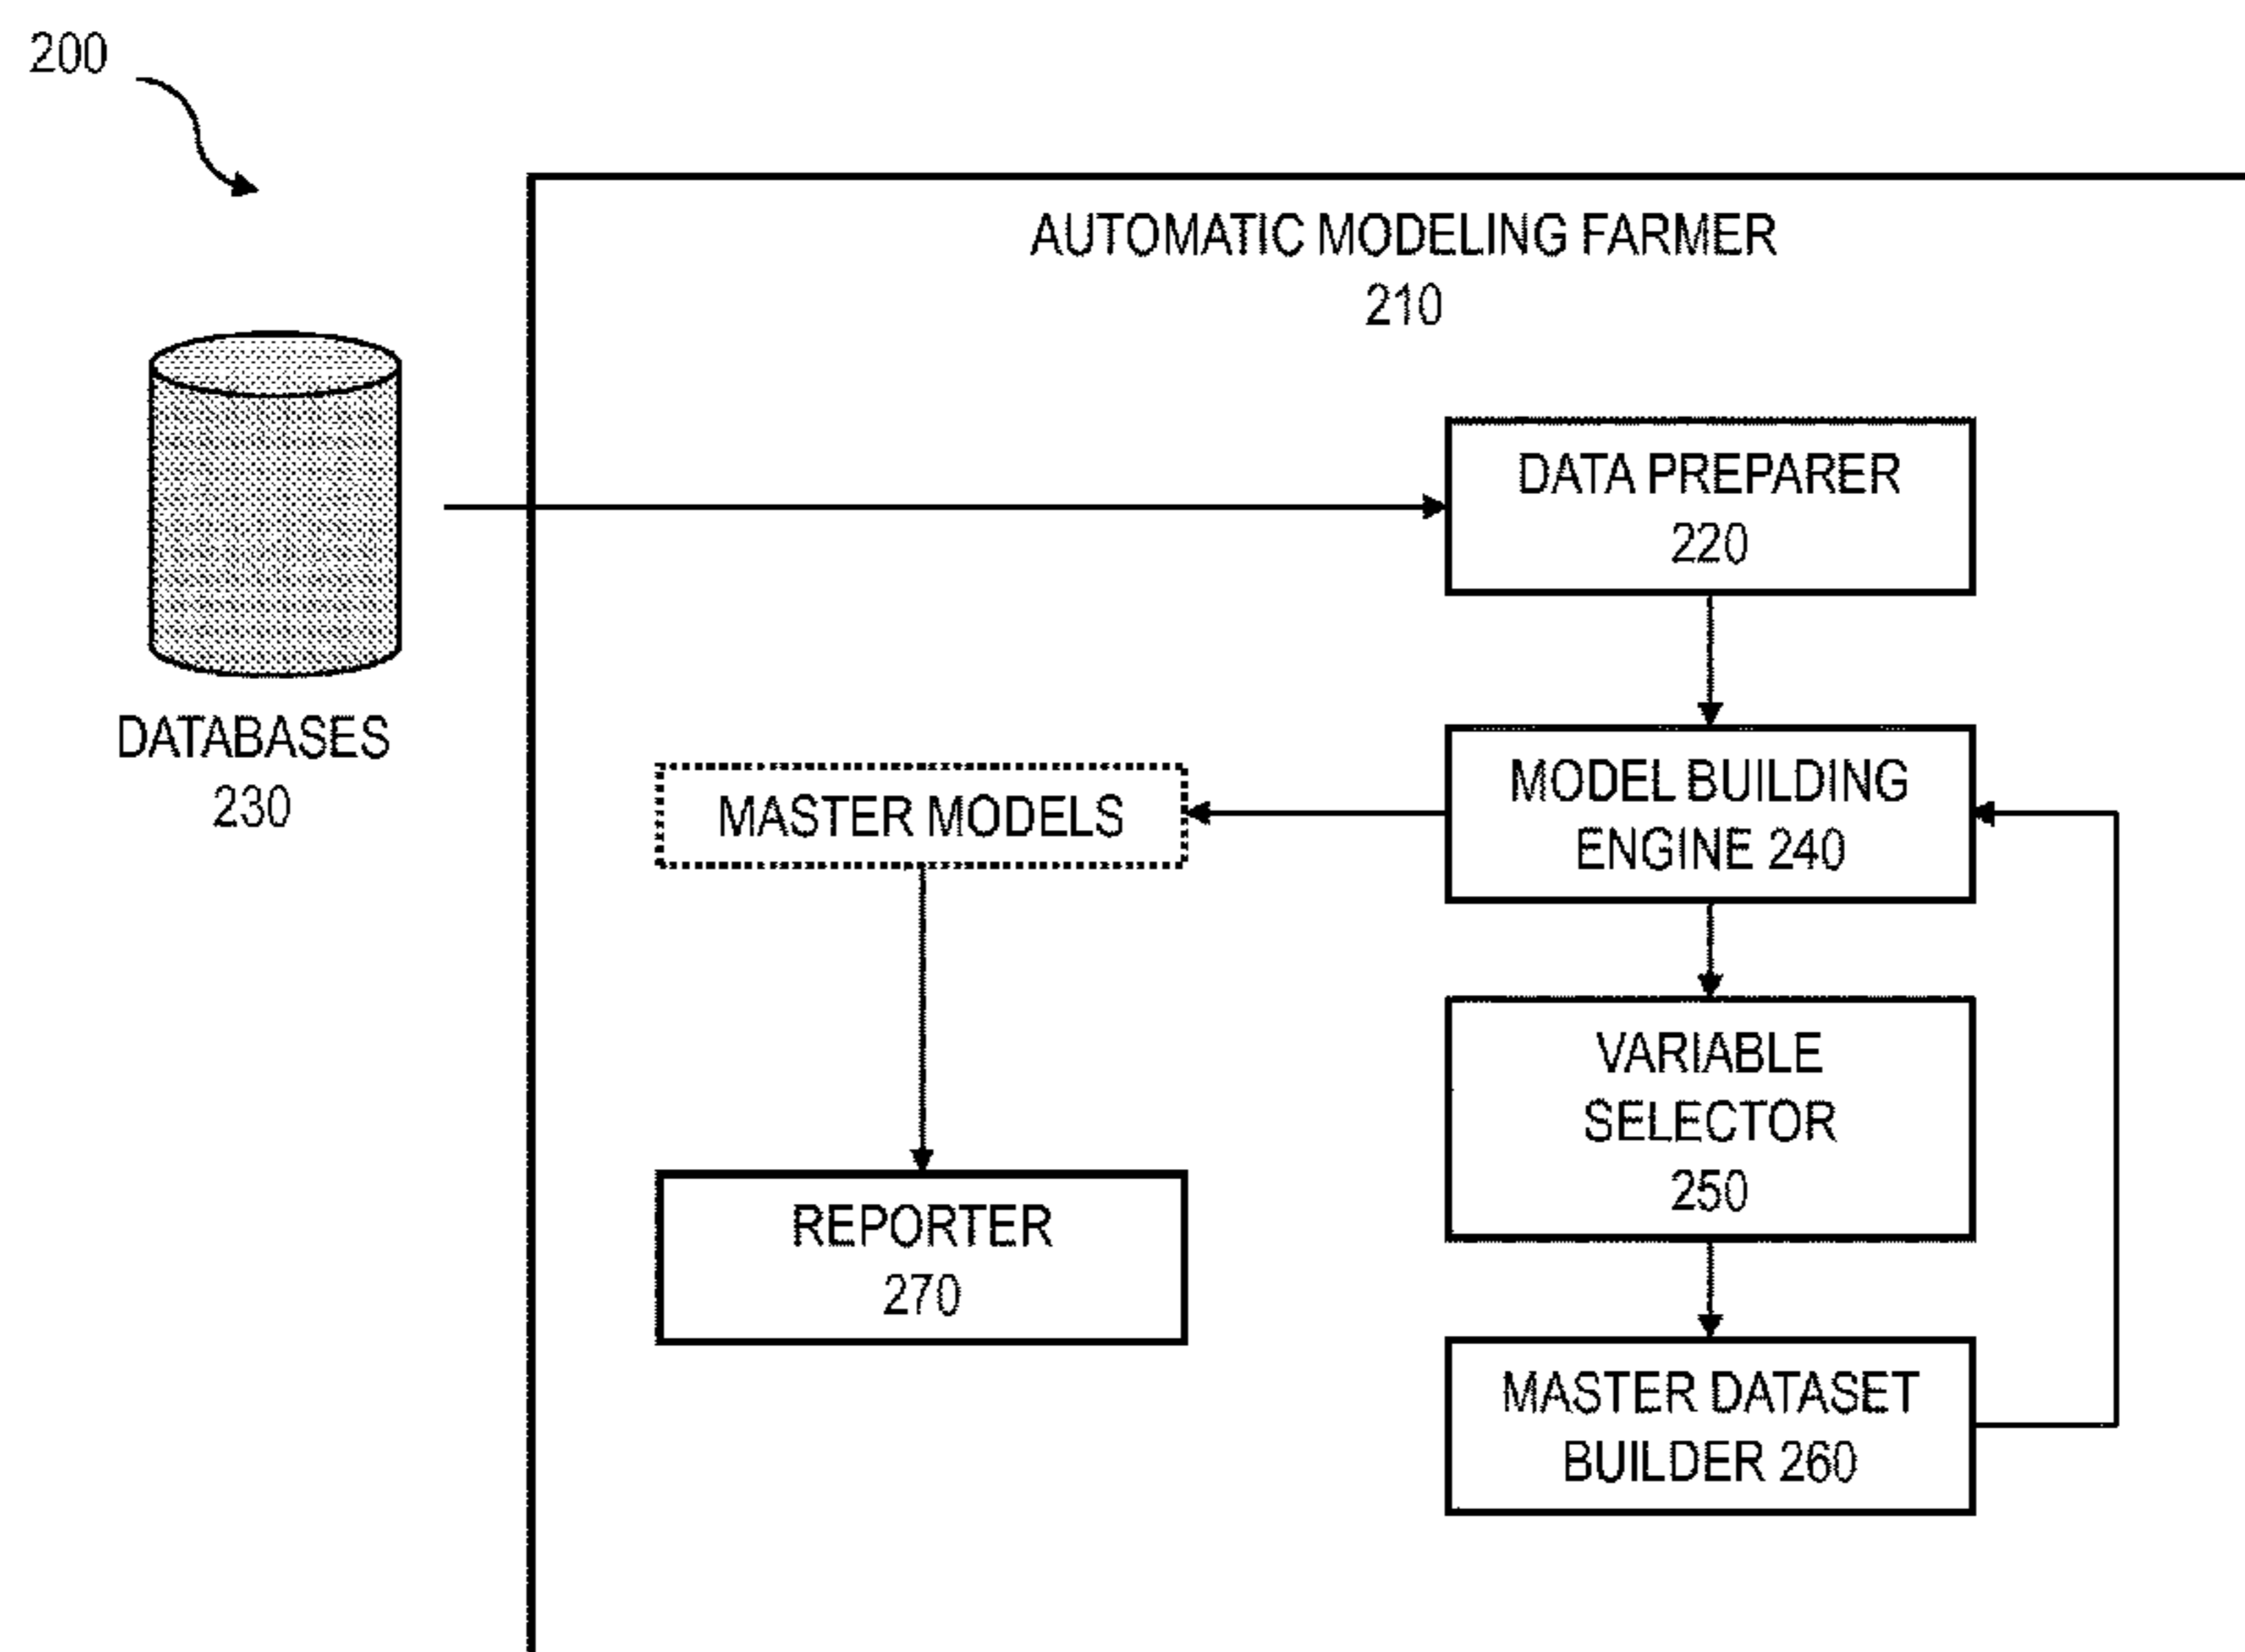 200
AUTOMATIC MODELING FARMER
210
DATABASES
230
DATA PREPARER
220
MODEL BUILDING
ENGINE 240
MASTER MODELS
VARIABLE
SELECTOR
250
REPORTER
270
MASTER DATASET
BUILDER 260